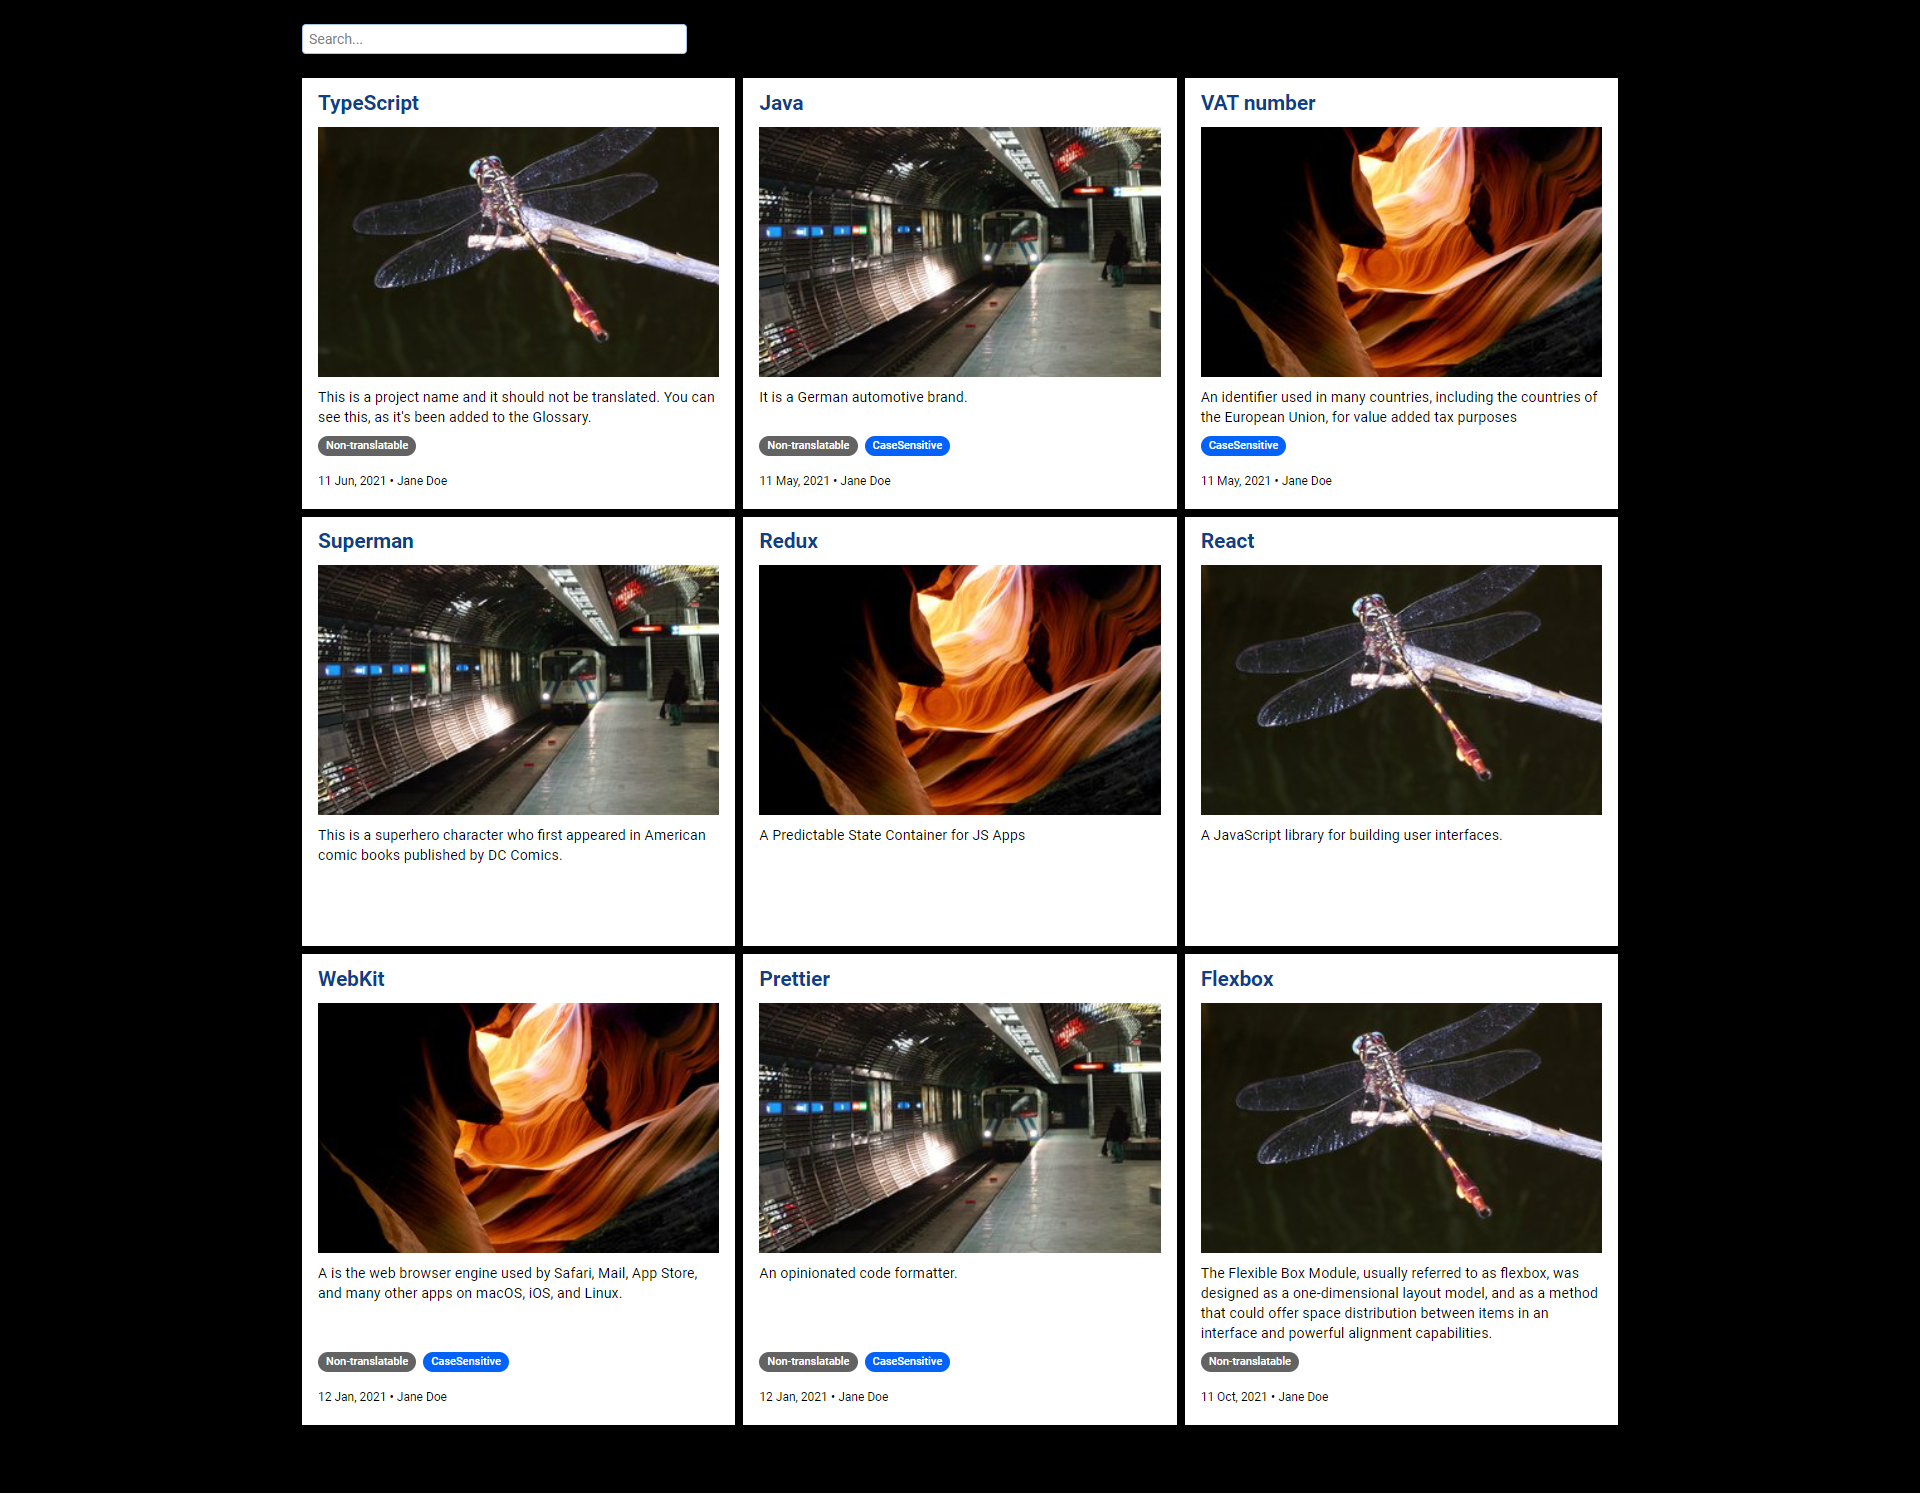 Search...
TypeScript
This is a project name and it should not be translated. You can
see this, as it's been added to the Glossary.
Non-translatable
11 Jun, 2021 • Jane Doe
Java
It is a German automotive brand.
Non-translatable CaseSensitive
11 May, 2021 • Jane Doe
VAT number
An identifier used in many countries, including the countries of
the European Union, for value added tax purposes
CaseSensitive
11 May, 2021 • Jane Doe
Superman
This is a superhero character who first appeared in American
comic books published by DC Comics.
Redux
A Predictable State Container for JS Apps
React
A JavaScript library for building user interfaces.
WebKit
A is the web browser engine used by Safari, Mail, App Store,
and many other apps on macOS, iOS, and Linux.
Non-translatable CaseSensitive
12 Jan, 2021 • Jane Doe
Prettier
An opinionated code formatter.
Non-translatable CaseSensitive
12 Jan, 2021 • Jane Doe
Flexbox
The Flexible Box Module, usually referred to as flexbox, was
designed as a one-dimensional layout model, and as a method
that could offer space distribution between items in an
interface and powerful alignment capabilities.
Non-translatable
11 Oct, 2021 • Jane Doe